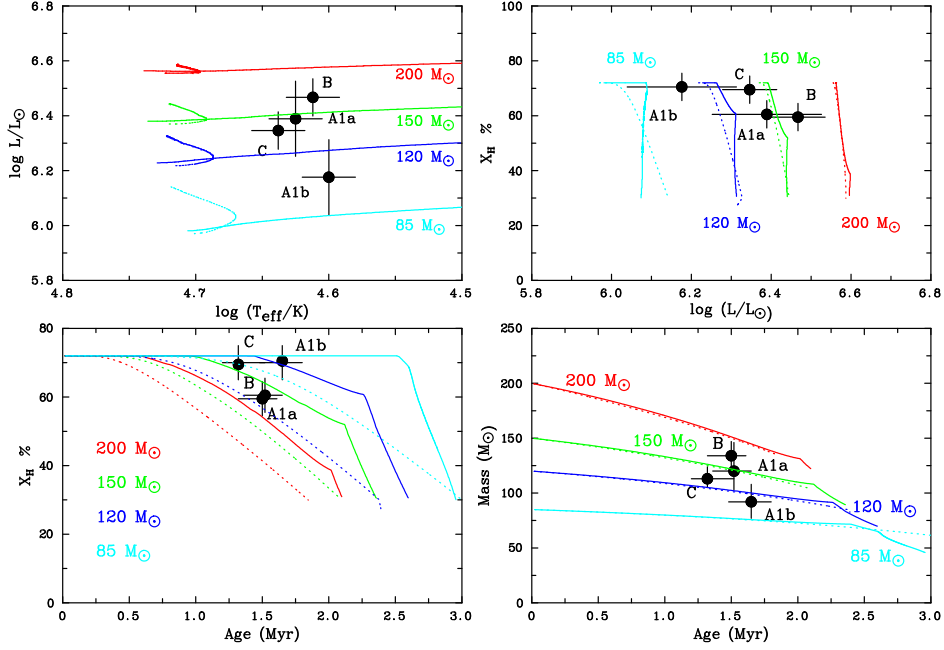 6.8
6.6
6.4
6.2
6.0
5.8
log L/L☉
B
A1a
C
A1b
200 M☉
150 M☉
120 M☉
85 M☉
4.8
4.7
4.6
4.5
log (Teff/K)
100
80
60
40
20
0
XH %
85 M☉
150 M☉
C
B
A1b
A1a
120 M☉
200 M☉
5.8
6.0
6.2
6.4
6.6
6.8
log (L/L☉)
80
60
40
20
0
XH %
C
A1b
B
A1a
200 M☉
150 M☉
120 M☉
85 M☉
0.0
0.5
1.0
1.5
2.0
2.5
3.0
Age (Myr)
250
200
150
100
50
0
Mass (M☉)
200 M☉
150 M☉
B
A1a
C
A1b
120 M☉
85 M☉
0.0
0.5
1.0
1.5
2.0
2.5
3.0
Age (Myr)